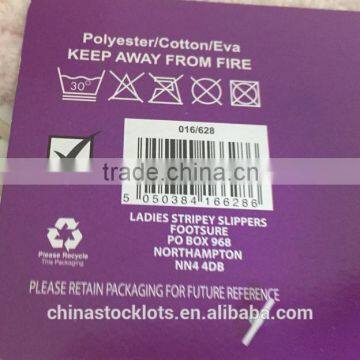 Polyester/Cotton/Eva
KEEP AWAY FROM FIRE
30°
016/628
trade.china.cn
5 050384 166286
LADIES STRIPEY SLIPPERS
FOOTSURE
PO BOX 968
NORTHAMPTON
NN4 4DB
Please Recycle
This Packaging
PLEASE RETAIN PACKAGING FOR FUTURE REFERENCE
chinastocklots.en.alibaba.com